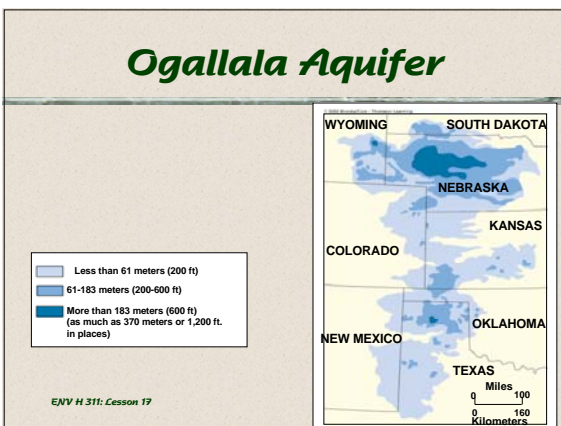 Ogallala Aquifer
WYOMING
SOUTH DAKOTA
NEBRASKA
KANSAS
COLORADO
OKLAHOMA
NEW MEXICO
TEXAS
Miles
0 100
0 160
Kilometers
Less than 61 meters (200 ft)
61-183 meters (200-600 ft)
More than 183 meters (600 ft)
(as much as 370 meters or 1,200 ft.
in places)
ENV H 311: Lesson 17